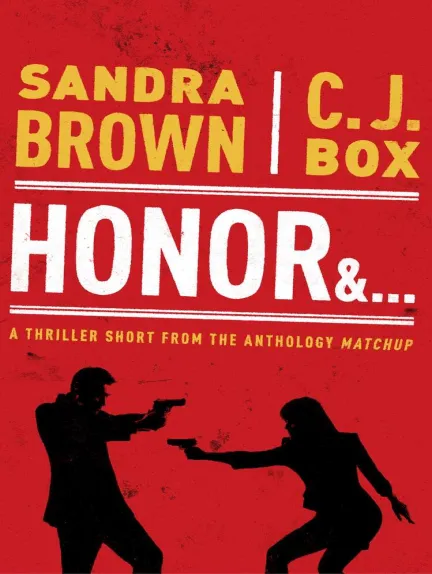 SANDRA
BROWN
C. J.
BOX
HONOR &...
A THRILLER SHORT FROM THE ANTHOLOGY MATCHUP